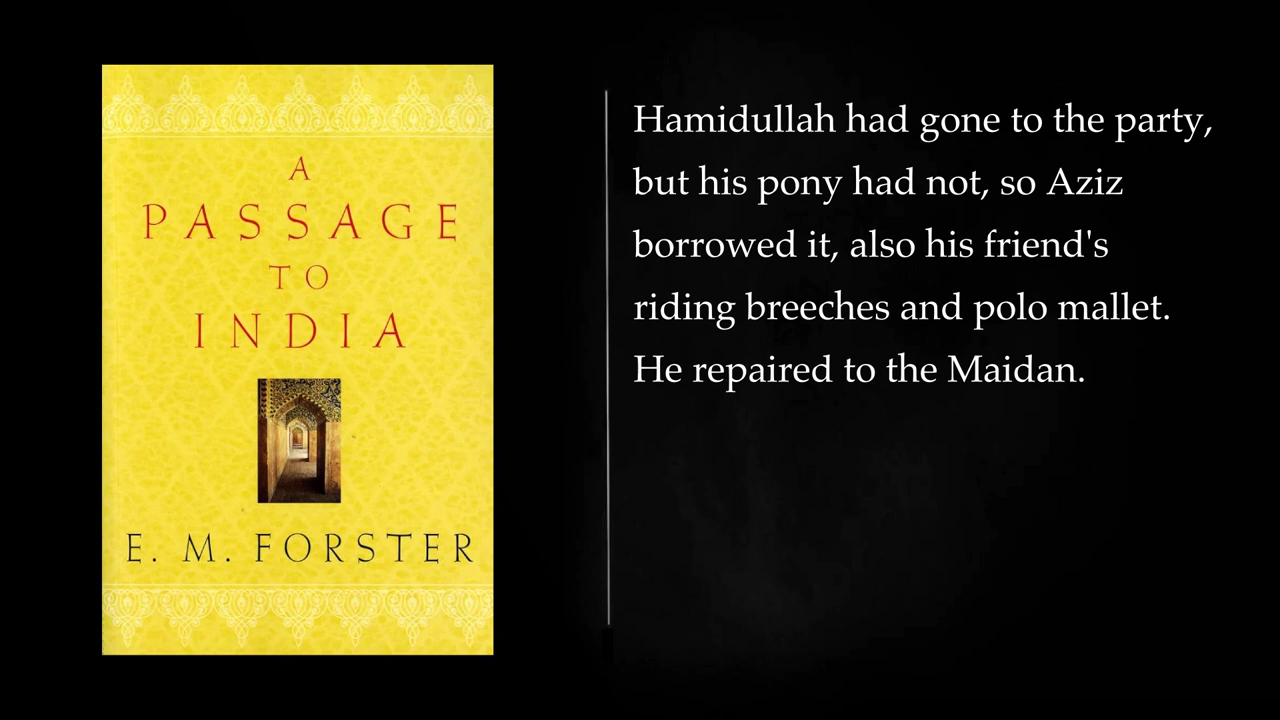 A
PASSAGE
TO
INDIA
E. M. FORSTER
Hamidullah had gone to the party,
but his pony had not, so Aziz
borrowed it, also his friend's
riding breeches and polo mallet.
He repaired to the Maidan.